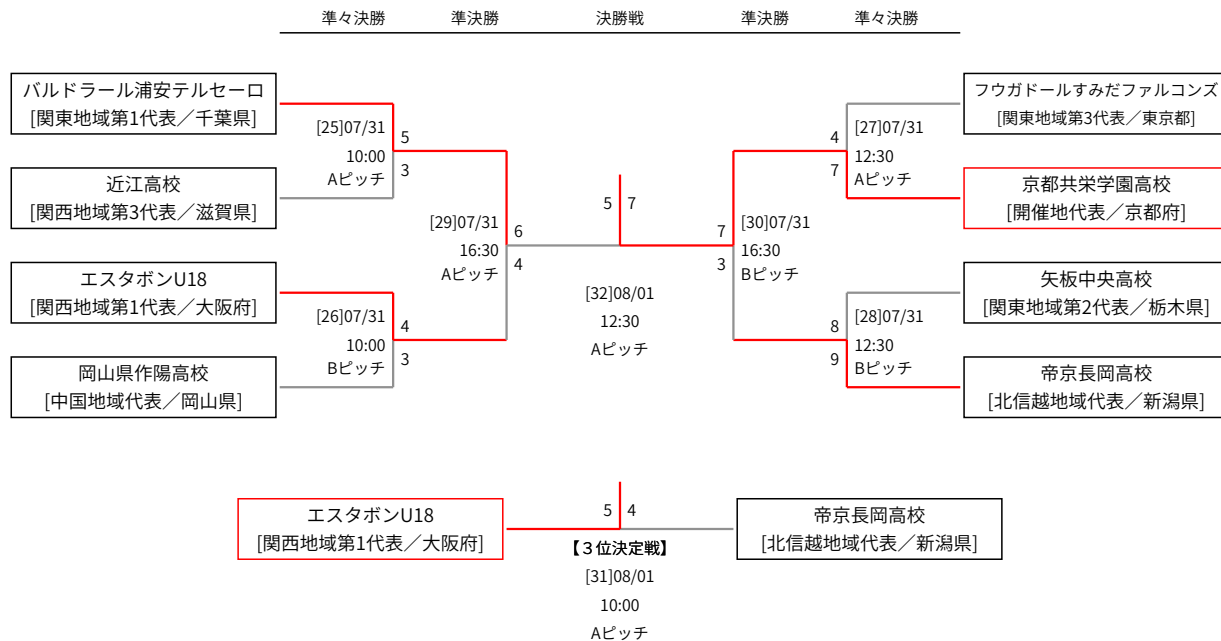 準々決勝
準決勝
決勝戦
準決勝
準々決勝
バルドラール浦安テルセーロ
[関東地域第1代表／千葉県]
近江高校
[関西地域第3代表／滋賀県]
エスタボンU18
[関西地域第1代表／大阪府]
岡山県作陽高校
[中国地域代表／岡山県]
[25]07/31
10:00
Aピッチ
5
3
[26]07/31
10:00
Bピッチ
4
3
[29]07/31
16:30
Aピッチ
6
4
5 7
[32]08/01
12:30
Aピッチ
7
3
[30]07/31
16:30
Bピッチ
4
7
[27]07/31
12:30
Aピッチ
8
9
[28]07/31
12:30
Bピッチ
フウガドールすみだファルコンズ
[関東地域第3代表／東京都]
京都共栄学園高校
[開催地代表／京都府]
矢板中央高校
[関東地域第2代表／栃木県]
帝京長岡高校
[北信越地域代表／新潟県]
エスタボンU18
[関西地域第1代表／大阪府]
5 4
【３位決定戦】
[31]08/01
10:00
Aピッチ
帝京長岡高校
[北信越地域代表／新潟県]